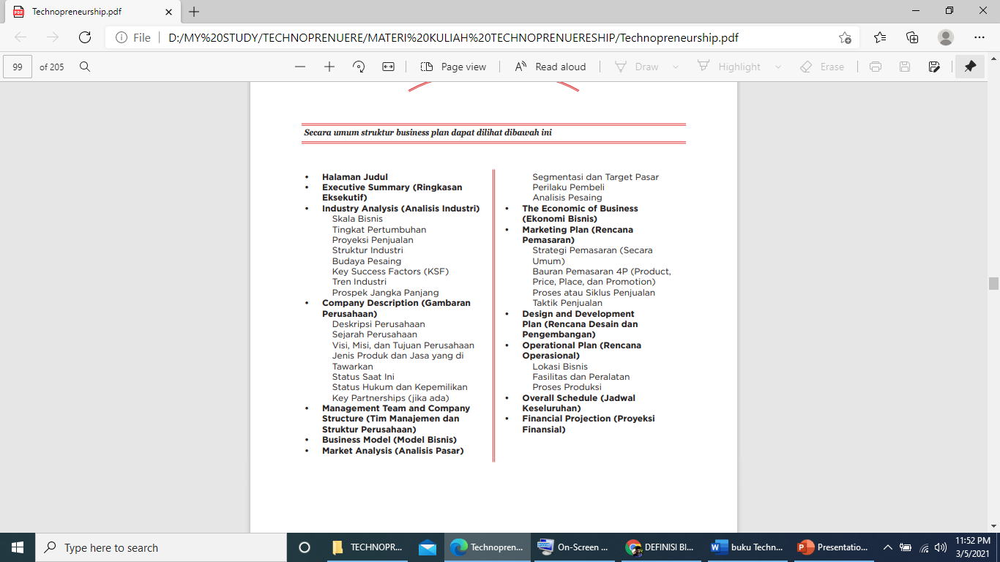 Technopreneurship.pdf
File
D:/MY%20STUDY/TECHNOPRENUERE/MATERI%20KULIAH%20TECHNOPRENUERESHIP/Technopreneurship.pdf
99 of 205
Page view
Read aloud
Draw
Highlight
Erase
Secara umum struktur business plan dapat dilihat dibawah ini
• Halaman Judul
• Executive Summary (Ringkasan
Eksekutif)
• Industry Analysis (Analisis Industri)
Skala Bisnis
Tingkat Pertumbuhan
Proyeksi Penjualan
Struktur Industri
Budaya Pesaing
Key Success Factors (KSF)
Tren Industri
Prospek Jangka Panjang
• Company Description (Gambaran
Perusahaan)
Deskripsi Perusahaan
Sejarah Perusahaan
Visi, Misi, dan Tujuan Perusahaan
Jenis Produk dan Jasa yang di
Tawarkan
Status Saat Ini
Status Hukum dan Kepemilikan
Key Partnerships (jika ada)
• Management Team and Company
Structure (Tim Manajemen dan
Struktur Perusahaan)
• Business Model (Model Bisnis)
• Market Analysis (Analisis Pasar)
Segmentasi dan Target Pasar
Perilaku Pembeli
Analisis Pesaing
• The Economic of Business
(Ekonomi Bisnis)
• Marketing Plan (Rencana
Pemasaran)
Strategi Pemasaran (Secara
Umum)
Bauran Pemasaran 4P (Product,
Price, Place, dan Promotion)
Proses atau Siklus Penjualan
Taktik Penjualan
• Design and Development
Plan (Rencana Desain dan
Pengembangan)
• Operational Plan (Rencana
Operasional)
Lokasi Bisnis
Fasilitas dan Peralatan
Proses Produksi
• Overall Schedule (Jadwal
Keseluruhan)
• Financial Projection (Proyeksi
Finansial)
Type here to search
TECHNOPR...
Technopren...
On-Screen ...
DEFINISI BI...
buku Techn...
Presentatio...
11:52 PM
3/5/2021